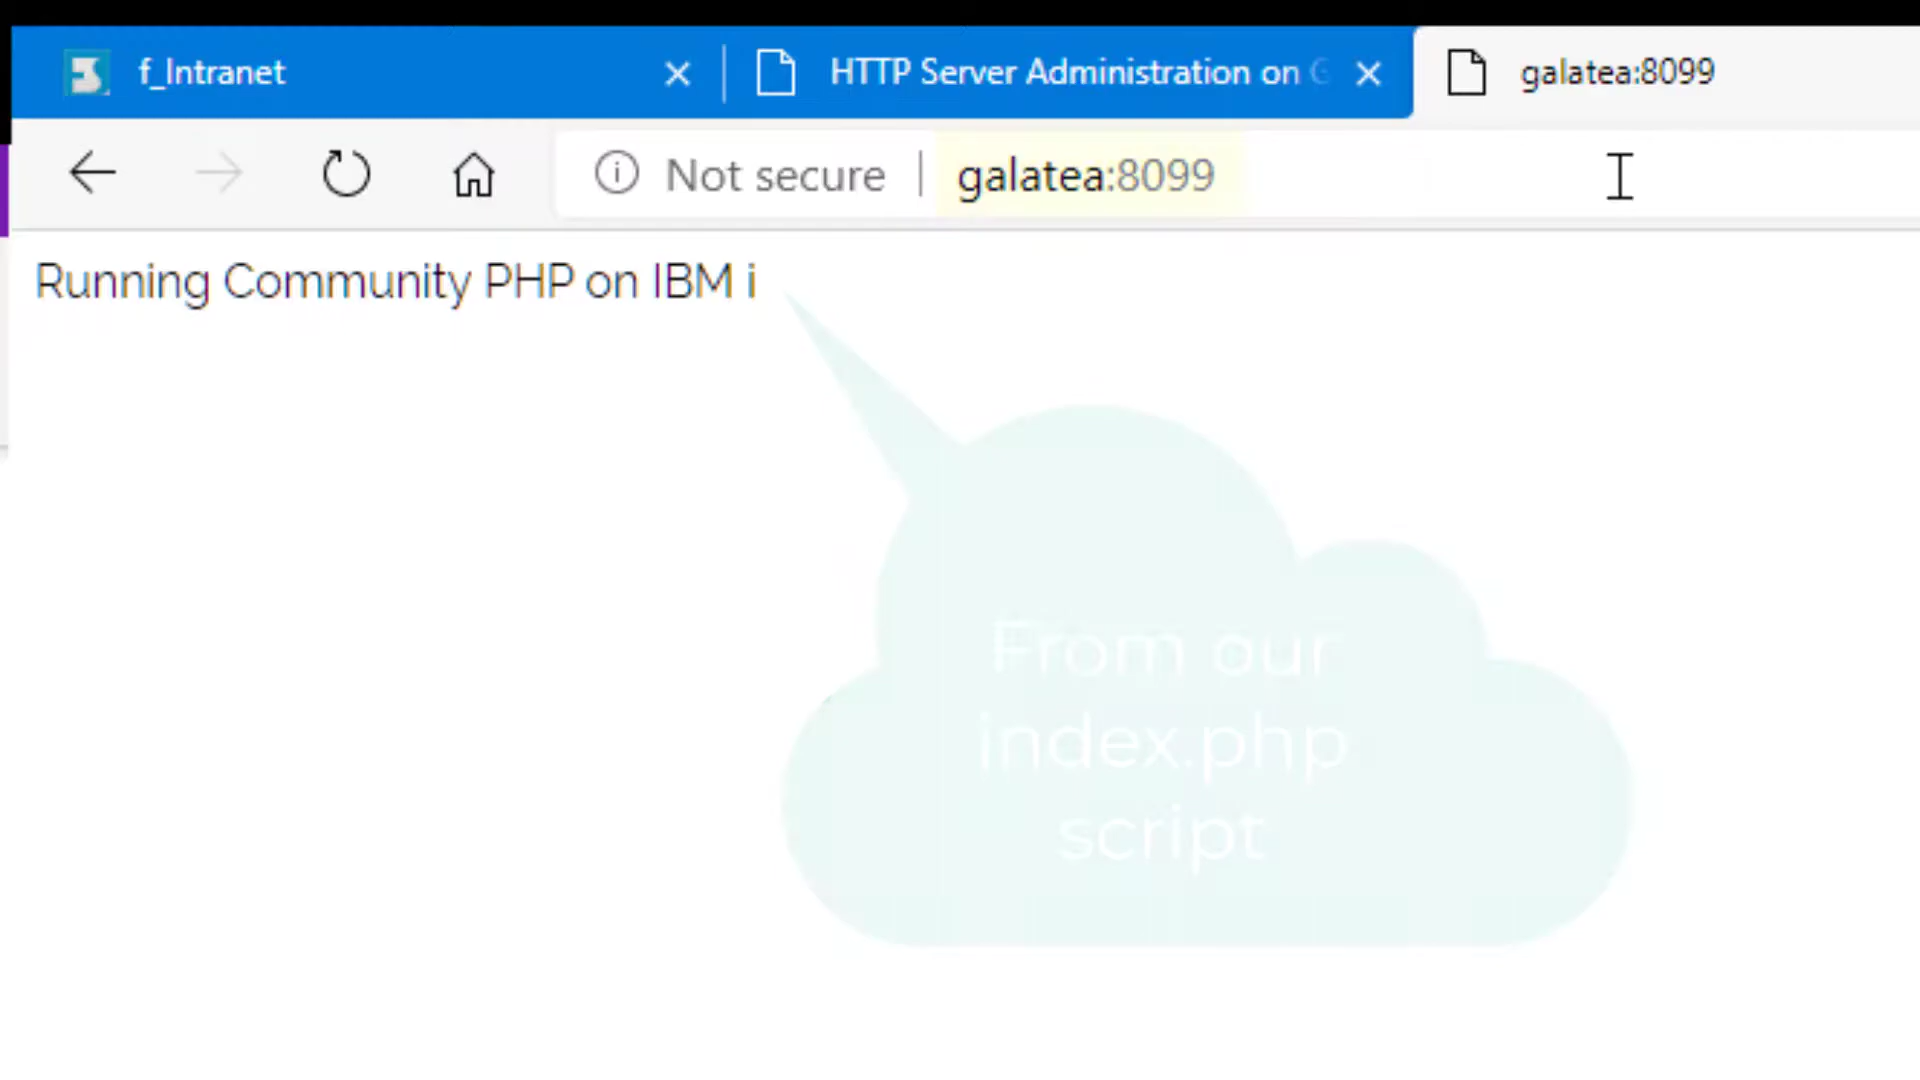 f_Intranet
HTTP Server Administration on G
galatea:8099
Not secure
galatea:8099
Running Community PHP on IBM i
From our
index.php
script